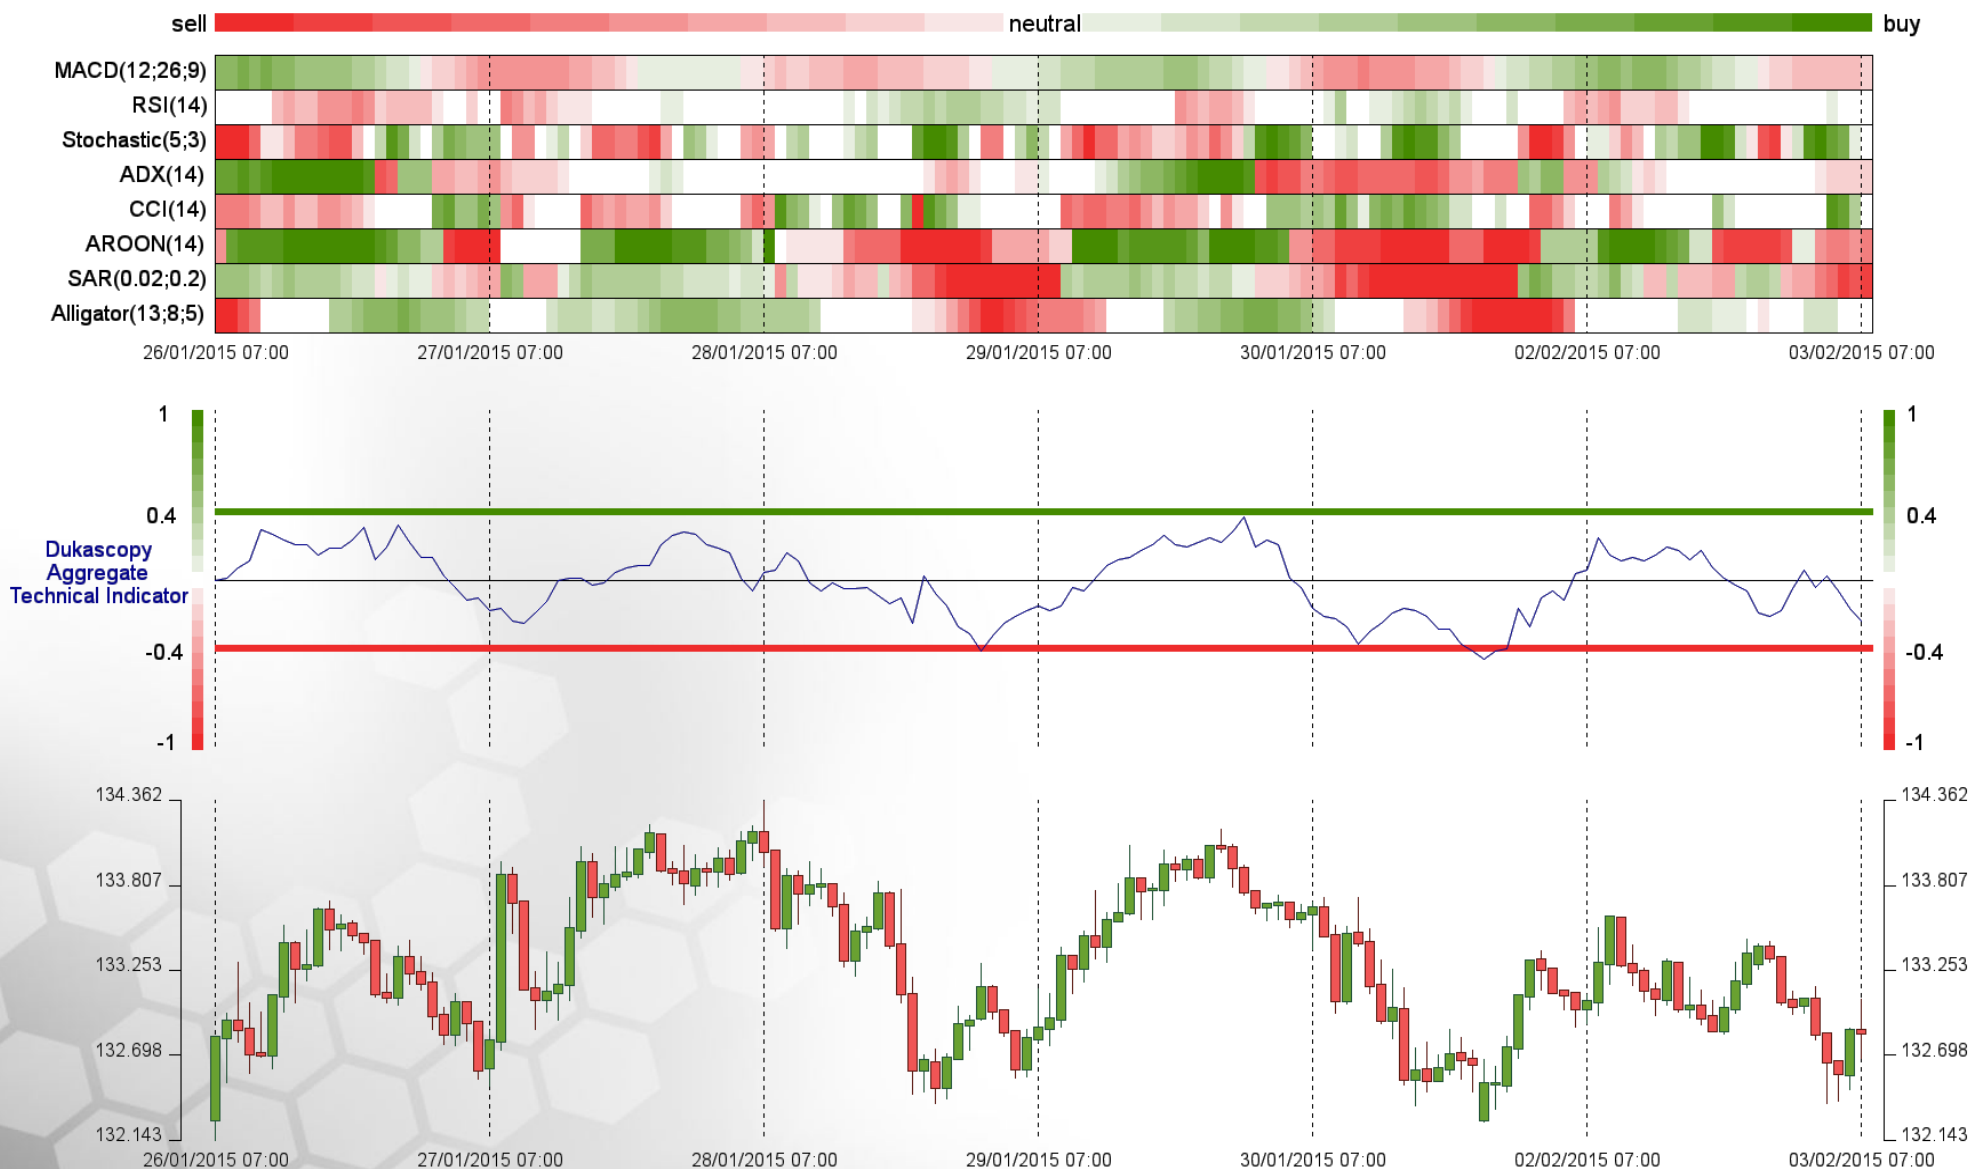 sell neutral buy
MACD(12;26;9)
RSI(14)
Stochastic(5;3)
ADX(14)
CCI(14)
AROON(14)
SAR(0.02;0.2)
Alligator(13;8;5)
26/01/2015 07:00 27/01/2015 07:00 28/01/2015 07:00 29/01/2015 07:00 30/01/2015 07:00 02/02/2015 07:00 03/02/2015 07:00
1 1
0.4 0.4
Dukascopy
Aggregate
Technical Indicator
-0.4 -0.4
-1 -1
134.362 134.362
133.807 133.807
133.253 133.253
132.698 132.698
132.143 132.143
26/01/2015 07:00 27/01/2015 07:00 28/01/2015 07:00 29/01/2015 07:00 30/01/2015 07:00 02/02/2015 07:00 03/02/2015 07:00